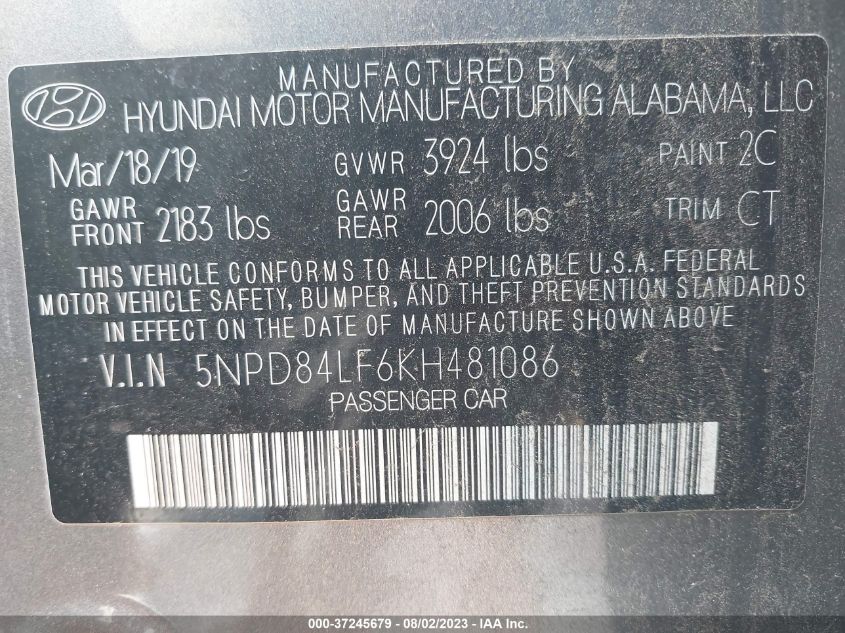 MANUFACTURED BY
HYUNDAI MOTOR MANUFACTURING ALABAMA, LLC
Mar/18/19 GVWR 3924 lbs PAINT 2C
GAWR FRONT 2183 lbs GAWR REAR 2006 lbs TRIM CT
THIS VEHICLE CONFORMS TO ALL APPLICABLE U.S.A. FEDERAL
MOTOR VEHICLE SAFETY, BUMPER, AND THEFT PREVENTION STANDARDS
IN EFFECT ON THE DATE OF MANUFACTURE SHOWN ABOVE
V.I.N 5NPD84LF6KH481086
PASSENGER CAR
000-37245679 - 08/02/2023 - IAA Inc.